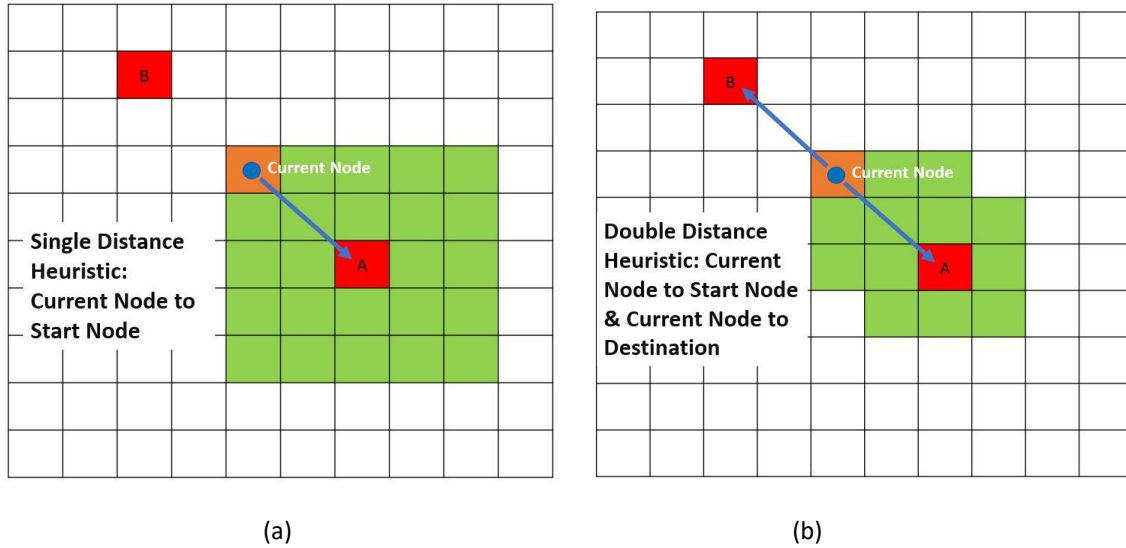 B
Current Node
Single Distance
Heuristic:
Current Node to
Start Node
A
(a)
B
Current Node
Double Distance
Heuristic: Current
Node to Start Node
& Current Node to
Destination
A
(b)